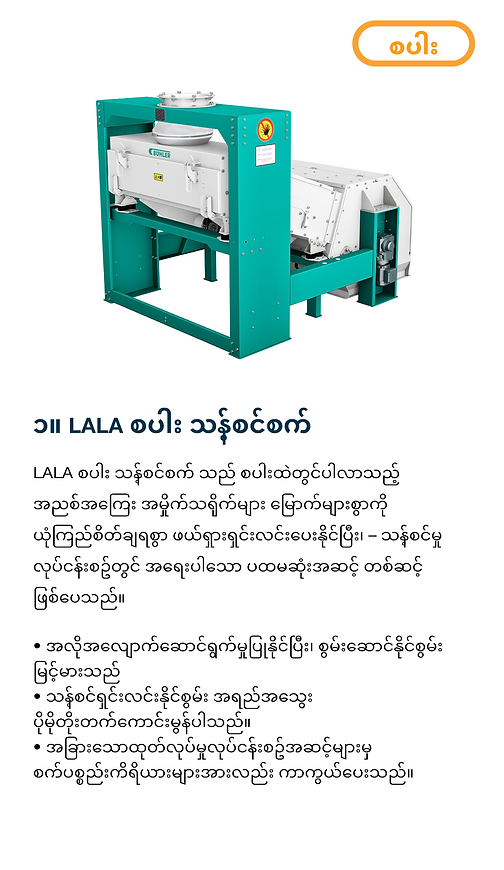 စပါး
BUHLER
၁။ LALA စပါး သန့်စင်စက်
LALA စပါး သန့်စင်စက် သည် စပါးထဲတွင်ပါလာသည့်
အညစ်အကြေး အမှိုက်သရိုက်များ မြောက်များစွာကို
ယုံကြည်စိတ်ချရစွာ ဖယ်ရှားရှင်းလင်းပေးနိုင်ပြီး၊ – သန့်စင်မှု
လုပ်ငန်းစဥ်တွင် အရေးပါသော ပထမဆုံးအဆင့် တစ်ဆင့်
ဖြစ်ပေသည်။
• အလိုအလျောက်ဆောင်ရွက်မှုပြုနိုင်ပြီး၊ စွမ်းဆောင်နိုင်စွမ်း
မြင့်မားသည်
• သန့်စင်ရှင်းလင်းနိုင်စွမ်း အရည်အသွေး
ပိုမိုတိုးတက်ကောင်းမွန်ပါသည်။
• အခြားသောထုတ်လုပ်မှုလုပ်ငန်းစဥ်အဆင့်များမှ
စက်ပစ္စည်းကိရိယာများအားလည်း ကာကွယ်ပေးသည်။